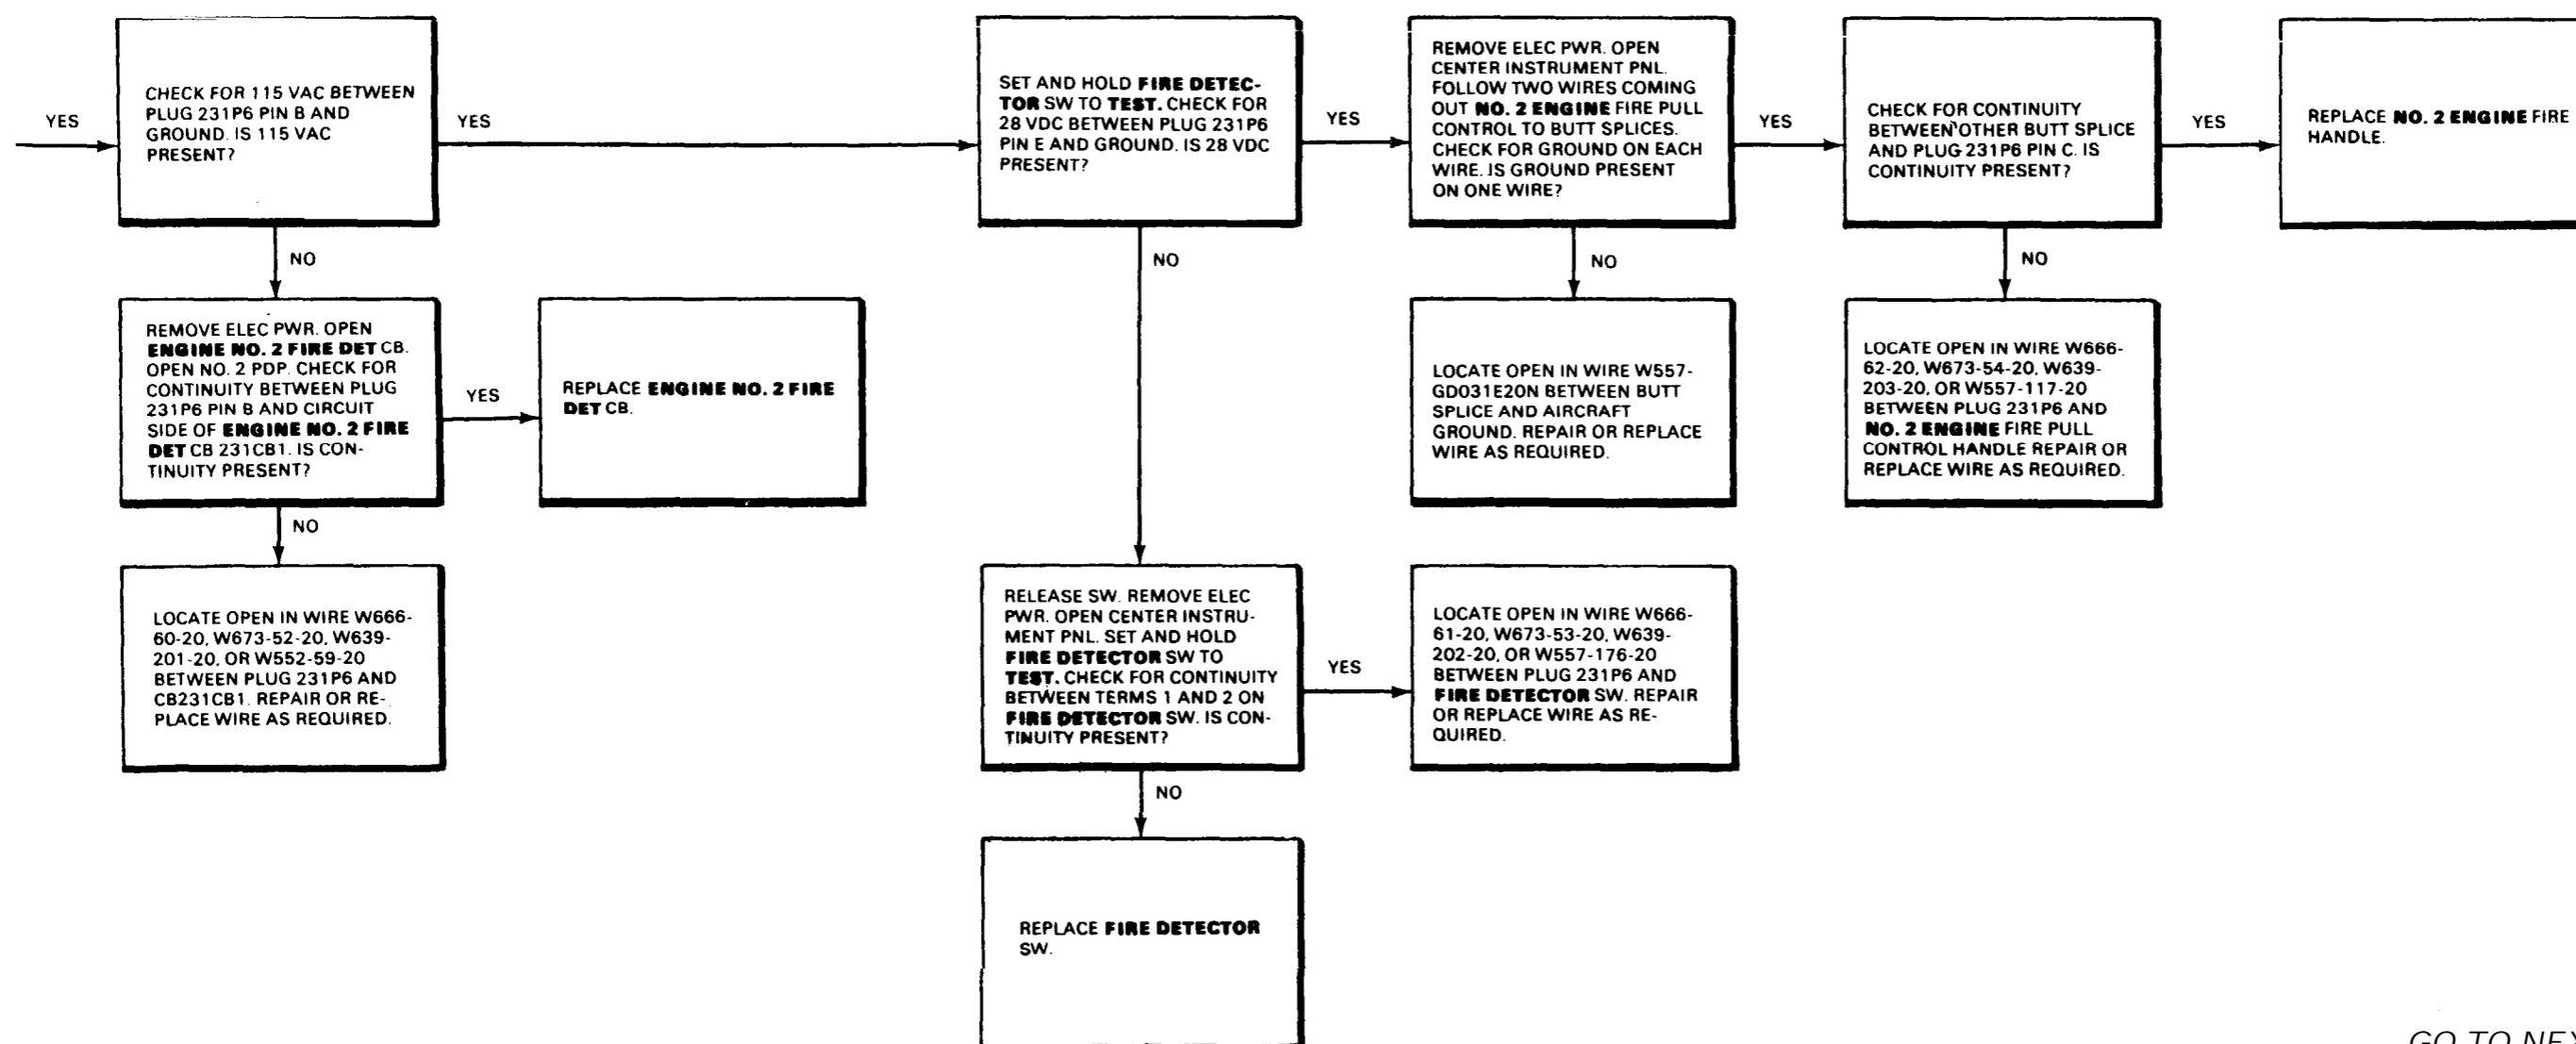 YES
CHECK FOR 115 VAC BETWEEN
PLUG 231P6 PIN B AND
GROUND. IS 115 VAC
PRESENT?
YES
SET AND HOLD FIRE DETEC-
TOR SW TO TEST. CHECK FOR
28 VDC BETWEEN PLUG 231P6
PIN E AND GROUND. IS 28 VDC
PRESENT?
YES
REMOVE ELEC PWR. OPEN
CENTER INSTRUMENT PNL.
FOLLOW TWO WIRES COMING
OUT NO. 2 ENGINE FIRE PULL
CONTROL TO BUTT SPLICES.
CHECK FOR GROUND ON EACH
WIRE. IS GROUND PRESENT
ON ONE WIRE?
YES
CHECK FOR CONTINUITY
BETWEEN OTHER BUTT SPLICE
AND PLUG 231P6 PIN C. IS
CONTINUITY PRESENT?
YES
REPLACE NO. 2 ENGINE FIRE
HANDLE.
NO
NO
NO
NO
REMOVE ELEC PWR. OPEN
ENGINE NO. 2 FIRE DET CB.
OPEN NO. 2 PDP. CHECK FOR
CONTINUITY BETWEEN PLUG
231P6 PIN B AND CIRCUIT
SIDE OF ENGINE NO. 2 FIRE
DET CB 231CB1. IS CON-
TINUITY PRESENT?
YES
REPLACE ENGINE NO. 2 FIRE
DET CB.
LOCATE OPEN IN WIRE W557-
GD031E20N BETWEEN BUTT
SPLICE AND AIRCRAFT
GROUND. REPAIR OR REPLACE
WIRE AS REQUIRED.
LOCATE OPEN IN WIRE W666-
62-20, W673-54-20, W639-
203-20, OR W557-117-20
BETWEEN PLUG 231P6 AND
NO. 2 ENGINE FIRE PULL
CONTROL HANDLE REPAIR OR
REPLACE WIRE AS REQUIRED.
NO
LOCATE OPEN IN WIRE W666-
60-20, W673-52-20, W639-
201-20, OR W552-59-20
BETWEEN PLUG 231P6 AND
CB231CB1. REPAIR OR RE-
PLACE WIRE AS REQUIRED.
RELEASE SW. REMOVE ELEC
PWR. OPEN CENTER INSTRU-
MENT PNL. SET AND HOLD
FIRE DETECTOR SW TO
TEST. CHECK FOR CONTINUITY
BETWEEN TERMS 1 AND 2 ON
FIRE DETECTOR SW. IS CON-
TINUITY PRESENT?
YES
LOCATE OPEN IN WIRE W666-
61-20, W673-53-20, W639-
202-20, OR W557-176-20
BETWEEN PLUG 231P6 AND
FIRE DETECTOR SW. REPAIR
OR REPLACE WIRE AS RE-
QUIRED.
NO
REPLACE FIRE DETECTOR
SW.
GO TO